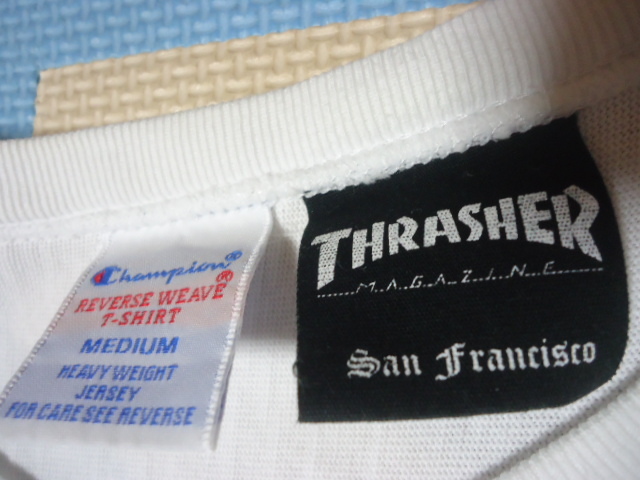 Champion®
REVERSE WEAVE®
T-SHIRT
MEDIUM
HEAVY WEIGHT
JERSEY
FOR CARE SEE REVERSE
THRASHER
MAGAZINE
San Francisco